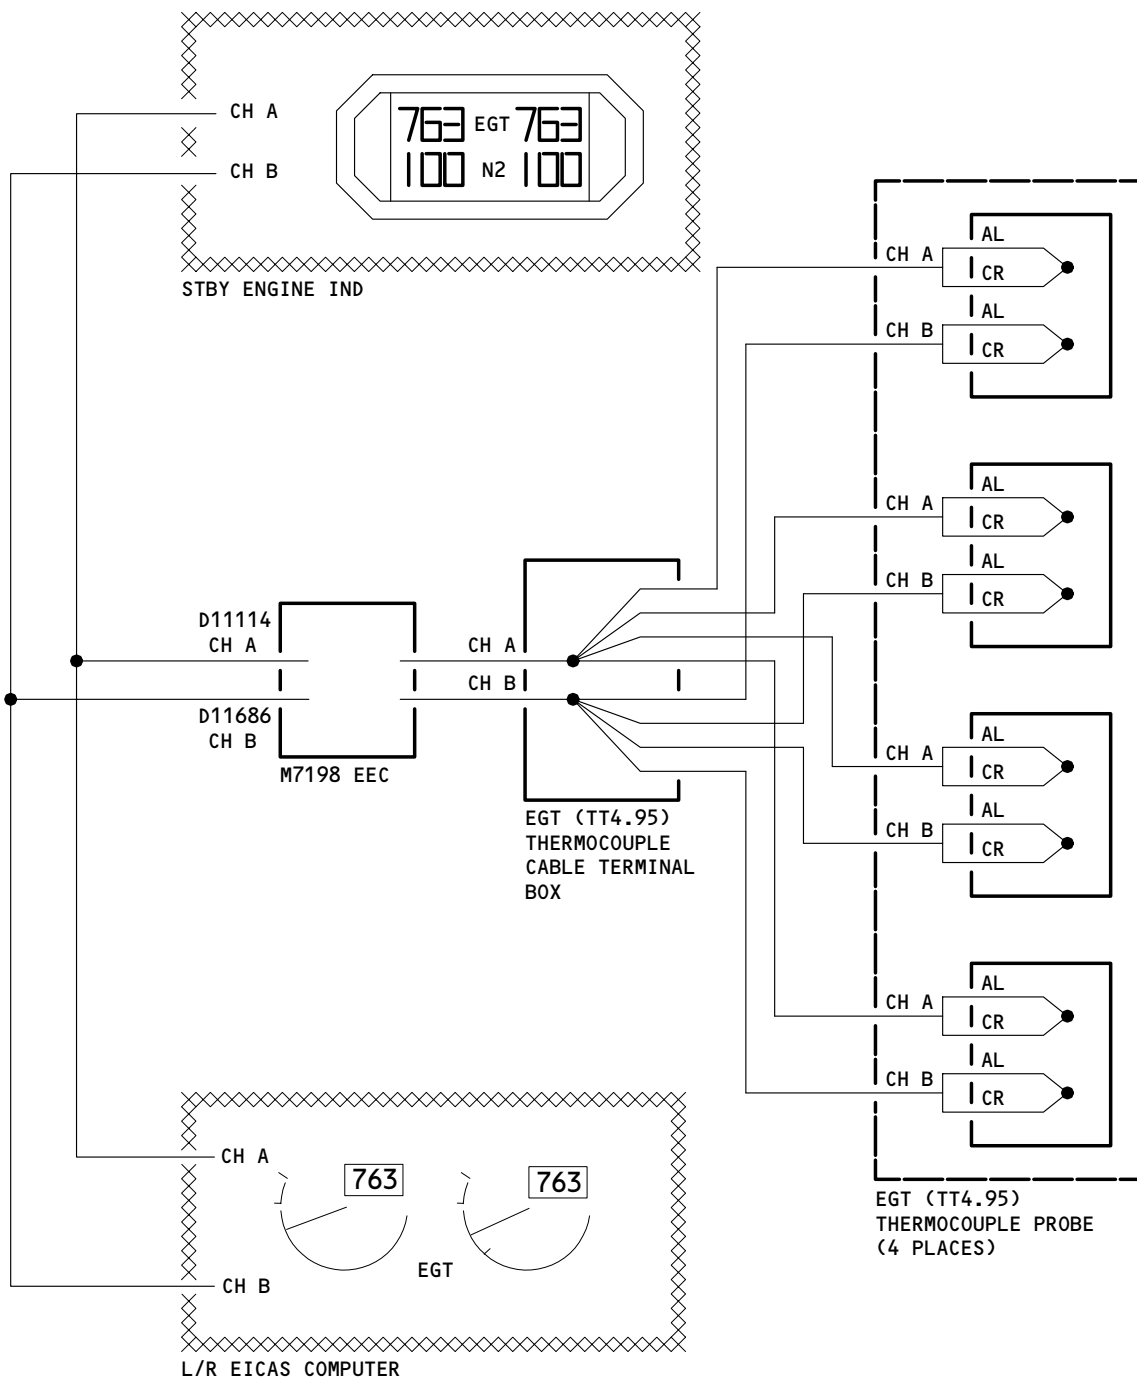 CH A
763 EGT 763
CH B
100 N2 100
STBY ENGINE IND
CH A
AL
CR
CH B
AL
CR
CH A
AL
CR
CH B
AL
CR
CH A
AL
CR
CH B
AL
CR
CH A
AL
CR
CH B
AL
CR
EGT (TT4.95)
THERMOCOUPLE PROBE
(4 PLACES)
D11114
CH A
D11686
CH B
M7198 EEC
CH A
CH B
EGT (TT4.95)
THERMOCOUPLE
CABLE TERMINAL
BOX
CH A
763
763
EGT
CH B
L/R EICAS COMPUTER